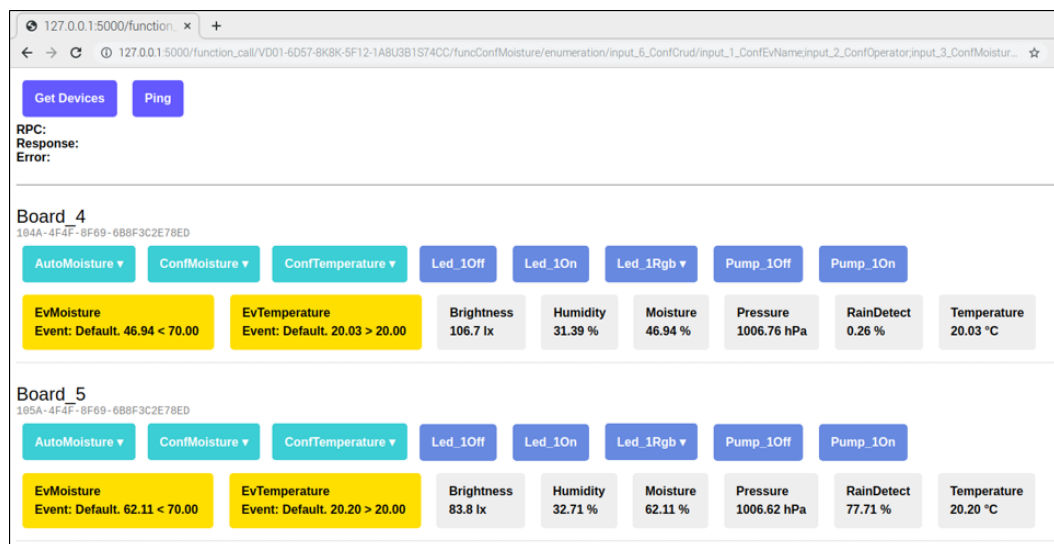 127.0.0.1:5000/function_ × +
127.0.0.1:5000/function_call/VD01-6D57-8K8K-5F12-1A8U3B1S74CC/funcConfMoisture/enumeration/input_6_ConfCrud/input_1_ConfEvName;input_2_ConfOperator;input_3_ConfMoistur...
Get Devices Ping
RPC:
Response:
Error:
Board_4
104A-4F4F-8F69-6B8F3C2E78ED
AutoMoisture ▾ ConfMoisture ▾ ConfTemperature ▾ Led_1Off Led_1On Led_1Rgb ▾ Pump_1Off Pump_1On
EvMoisture EvTemperature Brightness Humidity Moisture Pressure RainDetect Temperature
Event: Default. 46.94 < 70.00 Event: Default. 20.03 > 20.00 106.7 lx 31.39 % 46.94 % 1006.76 hPa 0.26 % 20.03 °C
Board_5
105A-4F4F-8F69-6B8F3C2E78ED
AutoMoisture ▾ ConfMoisture ▾ ConfTemperature ▾ Led_1Off Led_1On Led_1Rgb ▾ Pump_1Off Pump_1On
EvMoisture EvTemperature Brightness Humidity Moisture Pressure RainDetect Temperature
Event: Default. 62.11 < 70.00 Event: Default. 20.20 > 20.00 83.8 lx 32.71 % 62.11 % 1006.62 hPa 77.71 % 20.20 °C